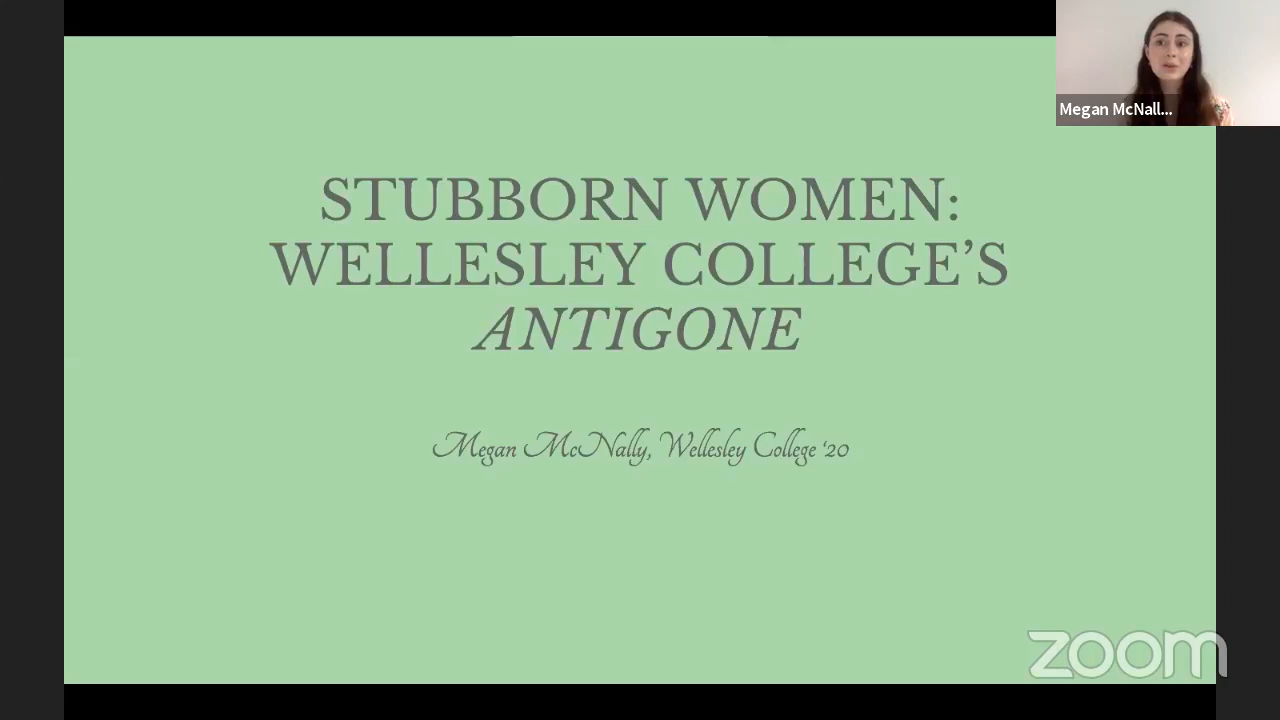 Megan McNall...
STUBBORN WOMEN:
WELLESLEY COLLEGE’S
ANTIGONE
Megan McNally, Wellesley College ‘20
zoom